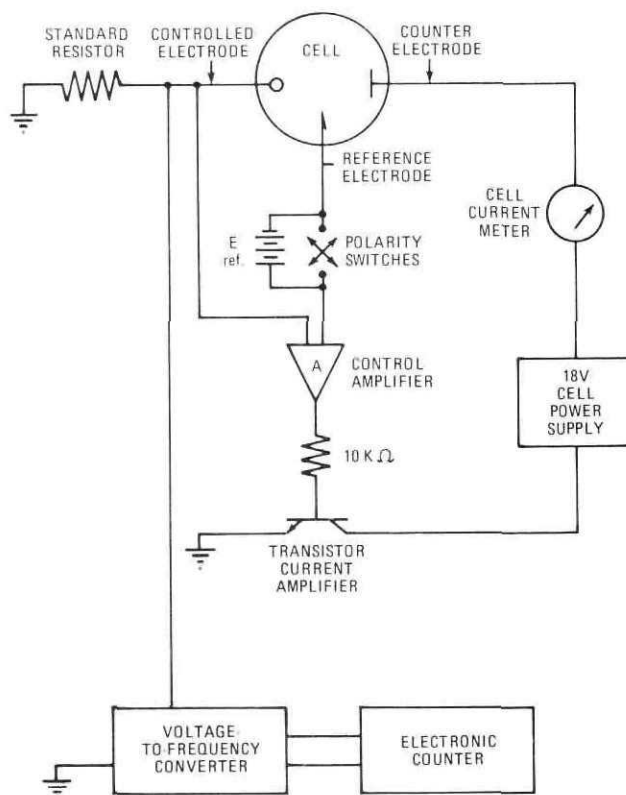 STANDARD
RESISTOR
CONTROLLED
ELECTRODE
CELL
COUNTER
ELECTRODE
REFERENCE
ELECTRODE
CELL
CURRENT
METER
E
ref.
POLARITY
SWITCHES
A
CONTROL
AMPLIFIER
18V
CELL
POWER
SUPPLY
10 K Ω
TRANSISTOR
CURRENT
AMPLIFIER
VOLTAGE-
TO-FREQUENCY
CONVERTER
ELECTRONIC
COUNTER